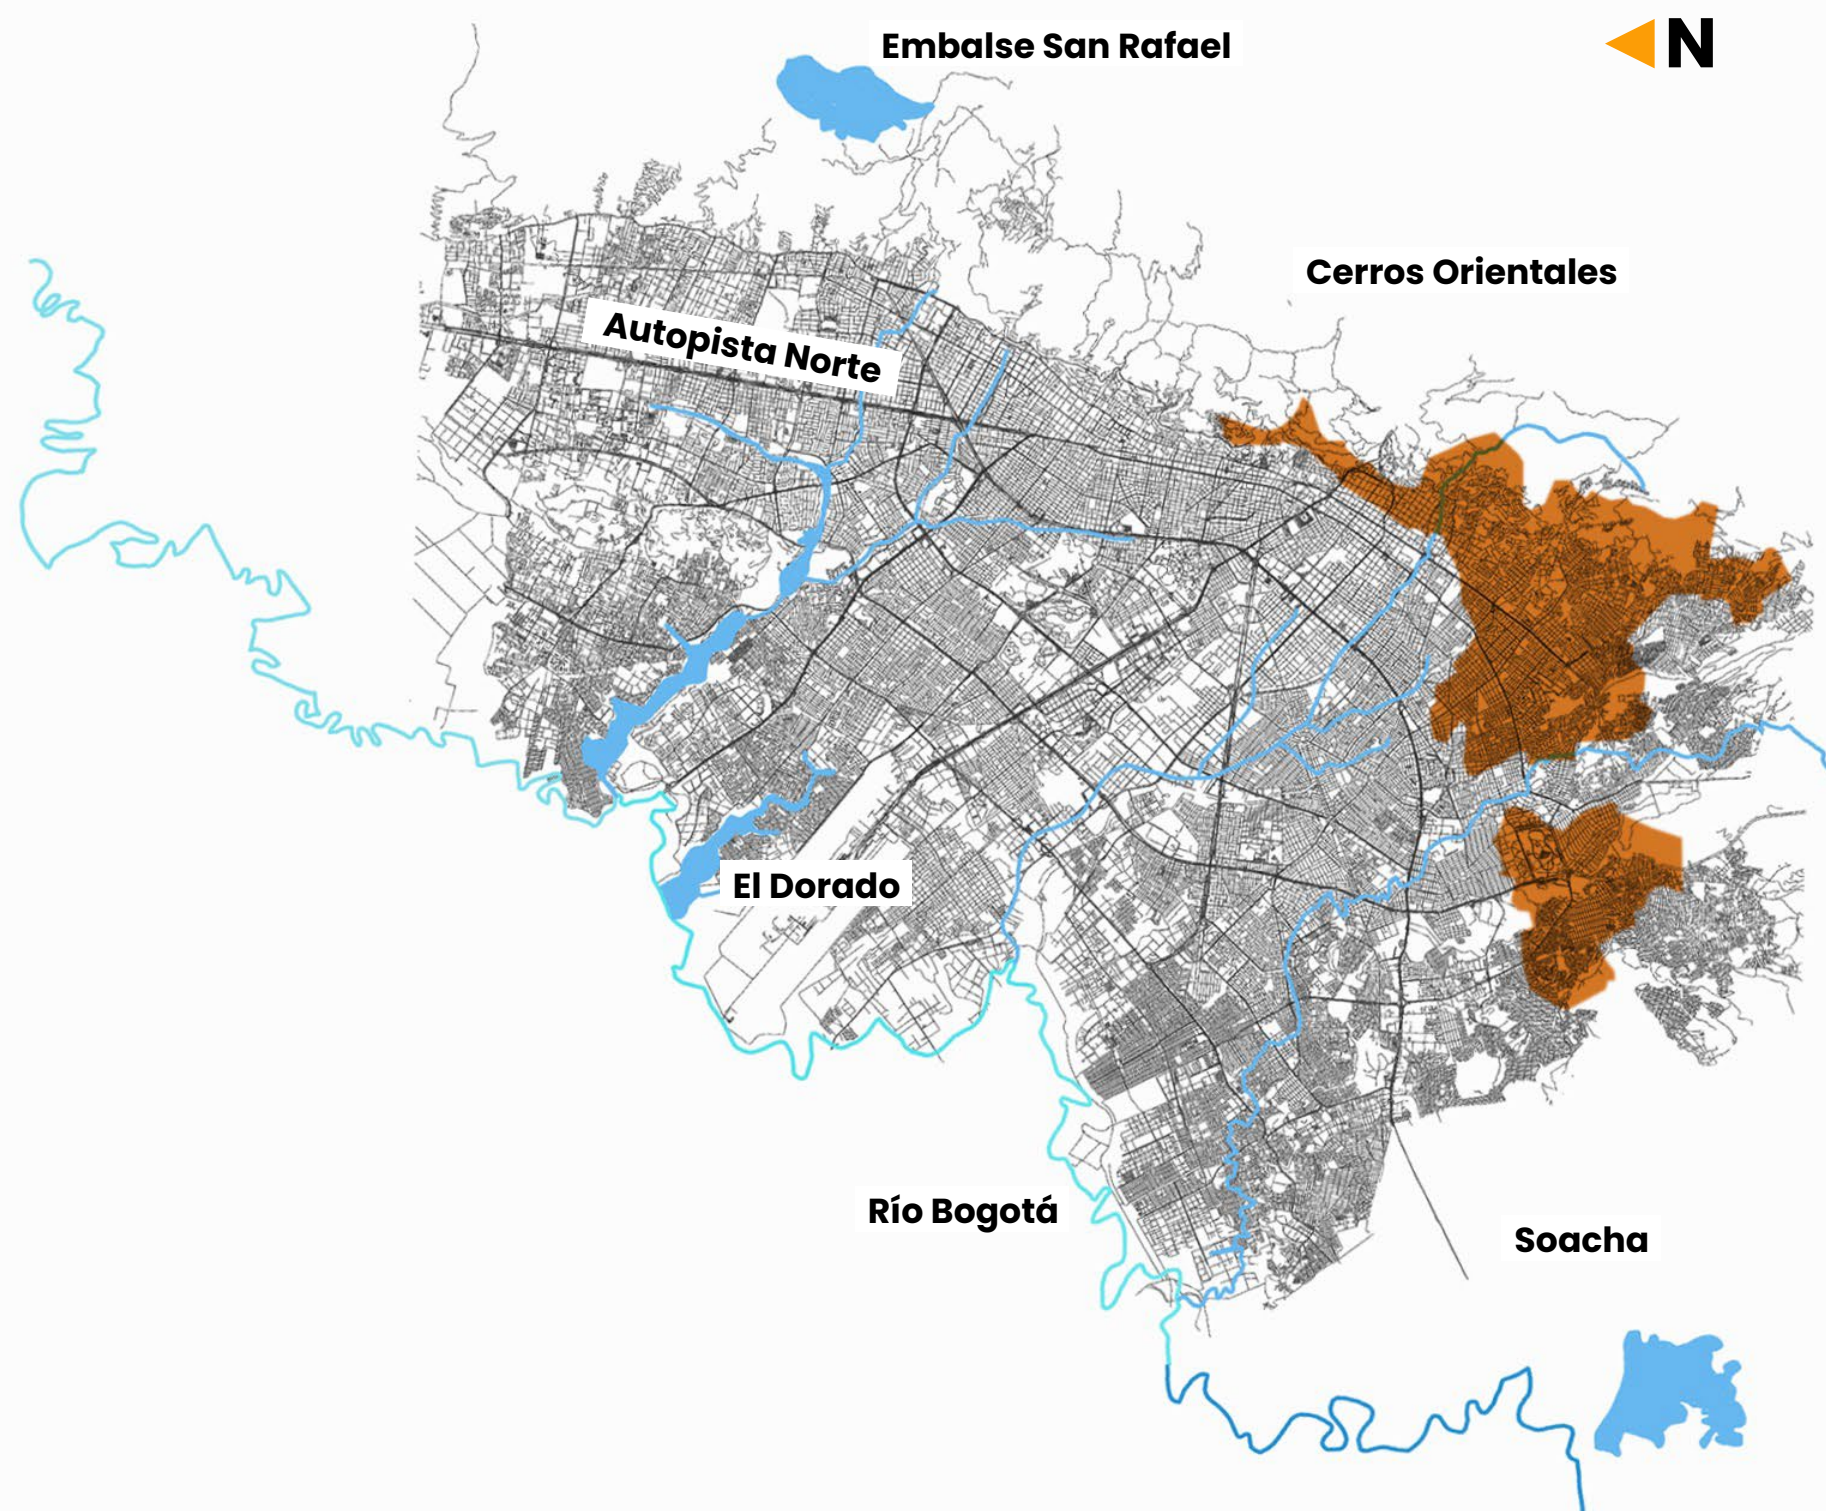 Embalse San Rafael
N
Cerros Orientales
Autopista Norte
El Dorado
Río Bogotá
Soacha